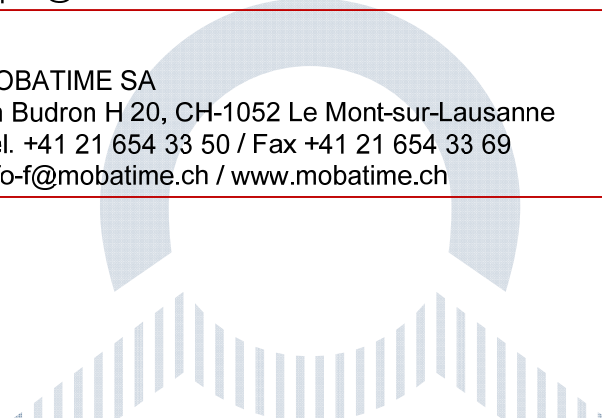 OBATIME SA
Budron H 20, CH-1052 Le Mont-sur-Lausanne
el. +41 21 654 33 50 / Fax +41 21 654 33 69
fo-f@mobatime.ch / www.mobatime.ch